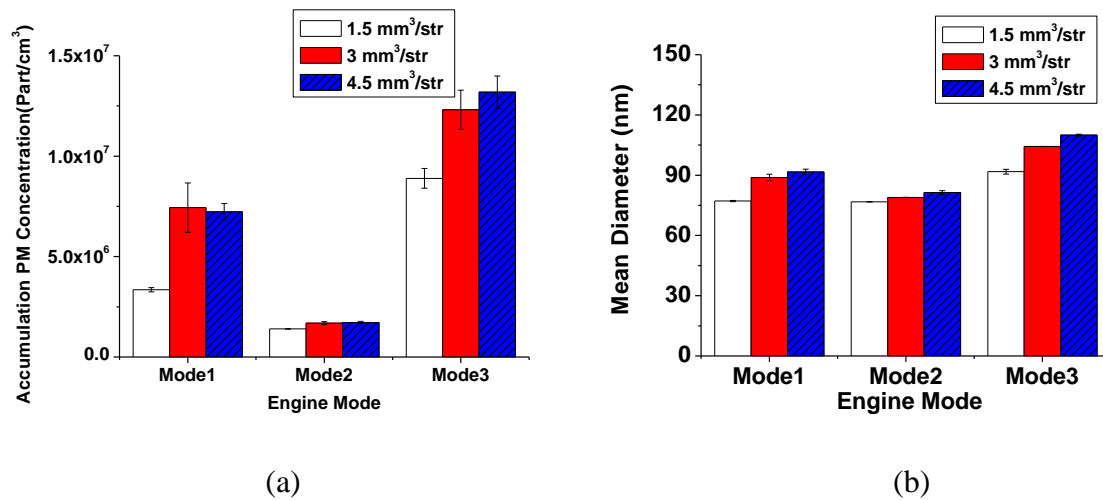 1.5 mm³/str
3 mm³/str
4.5 mm³/str
Accumulation PM Concentration(Part/cm³)
1.5x10⁷
1.0x10⁷
5.0x10⁶
0.0
Mode1
Mode2
Mode3
Engine Mode
(a)
1.5 mm³/str
3 mm³/str
4.5 mm³/str
Mean Diameter (nm)
150
120
90
60
30
0
Mode1
Mode2
Mode3
Engine Mode
(b)